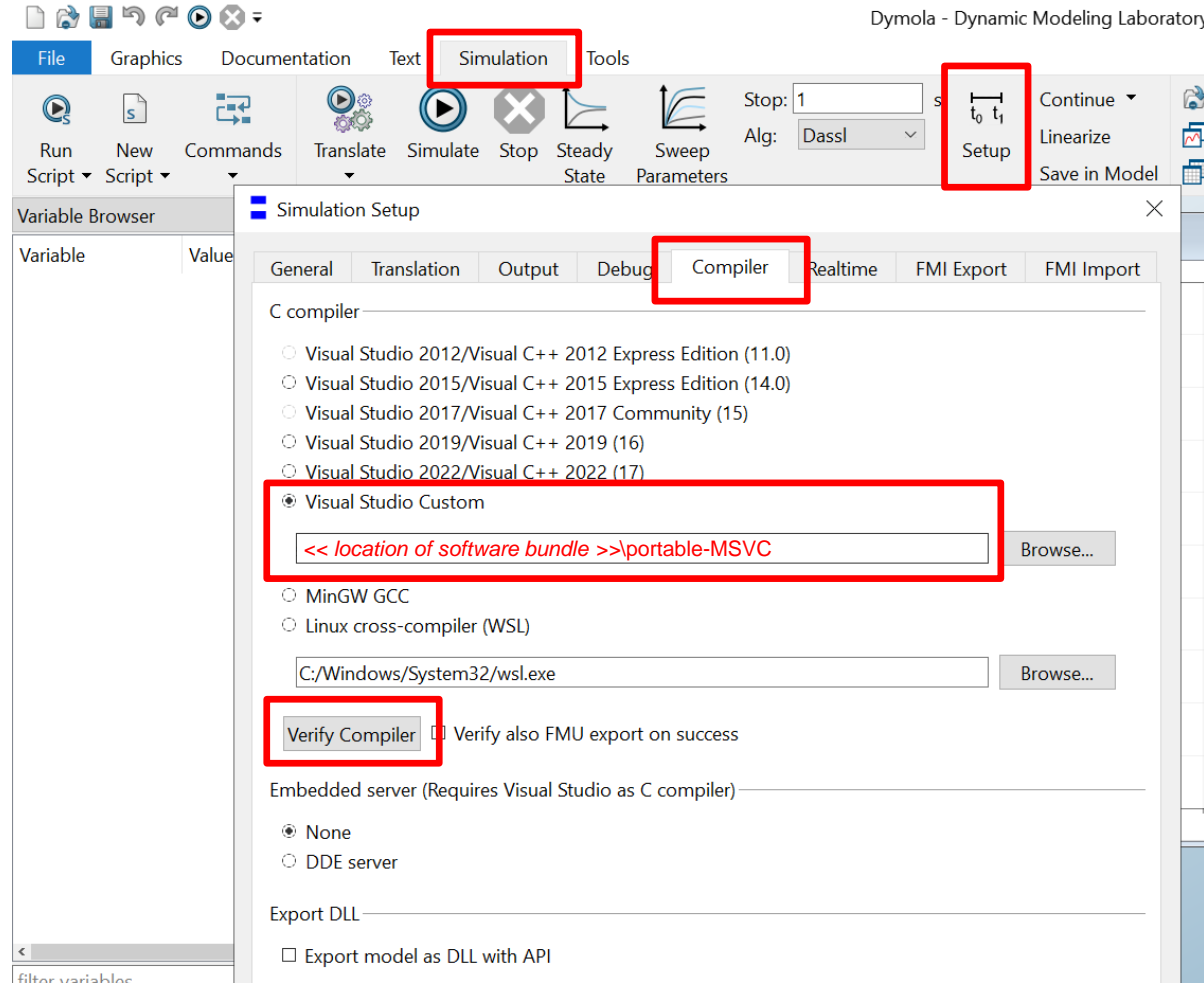 Dymola - Dynamic Modeling Laborator
File Graphics Documentation Text Simulation Tools
Run Script New Script Commands Translate Simulate Stop Steady State Sweep Parameters
Stop: 1 s
Alg: Dassl
t0 t1
Setup
Continue
Linearize
Save in Model
Variable Browser
Variable Value
Simulation Setup
General Translation Output Debug Compiler Realtime FMI Export FMI Import
C compiler
Visual Studio 2012/Visual C++ 2012 Express Edition (11.0)
Visual Studio 2015/Visual C++ 2015 Express Edition (14.0)
Visual Studio 2017/Visual C++ 2017 Community (15)
Visual Studio 2019/Visual C++ 2019 (16)
Visual Studio 2022/Visual C++ 2022 (17)
Visual Studio Custom
<< location of software bundle >>\portable-MSVC Browse...
MinGW GCC
Linux cross-compiler (WSL)
C:/Windows/System32/wsl.exe Browse...
Verify Compiler Verify also FMU export on success
Embedded server (Requires Visual Studio as C compiler)
None
DDE server
Export DLL
Export model as DLL with API
filter variables